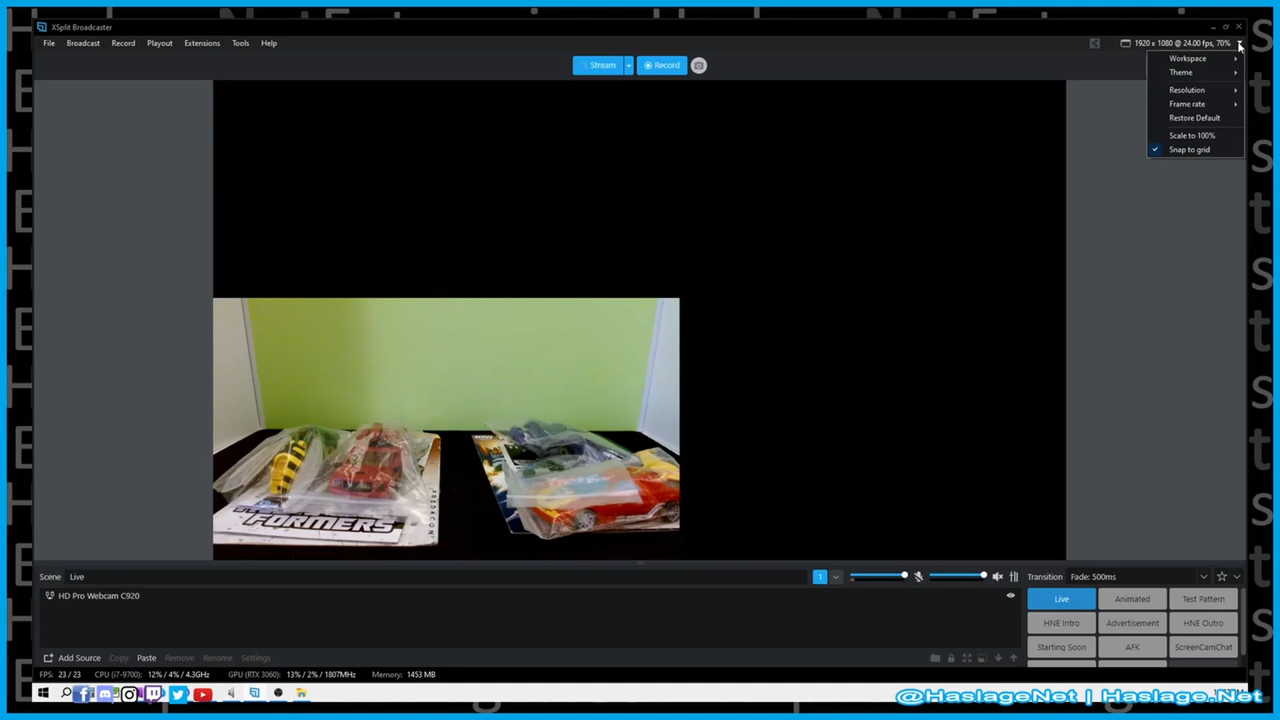 XSplit Broadcaster
File Broadcast Record Playout Extensions Tools Help
1920 x 1080 @ 24.00 fps, 70%
Stream Record
Workspace
Theme
Resolution
Frame rate
Restore Default
Scale to 100%
Snap to grid
FORMERS
Scene Live
1
Transition Fade: 500ms
HD Pro Webcam C920
Live Animated Test Pattern
HNE Intro Advertisement HNE Outro
Starting Soon AFK ScreenCamChat
Add Source Copy Paste Remove Rename Settings
FPS: 23 / 23 CPU (i7-9700) 12% / 4% / 4.3GHz GPU (RTX 3060) 13% / 2% / 1807MHz Memory: 1453 MB
@HaslageNet | Haslage.Net